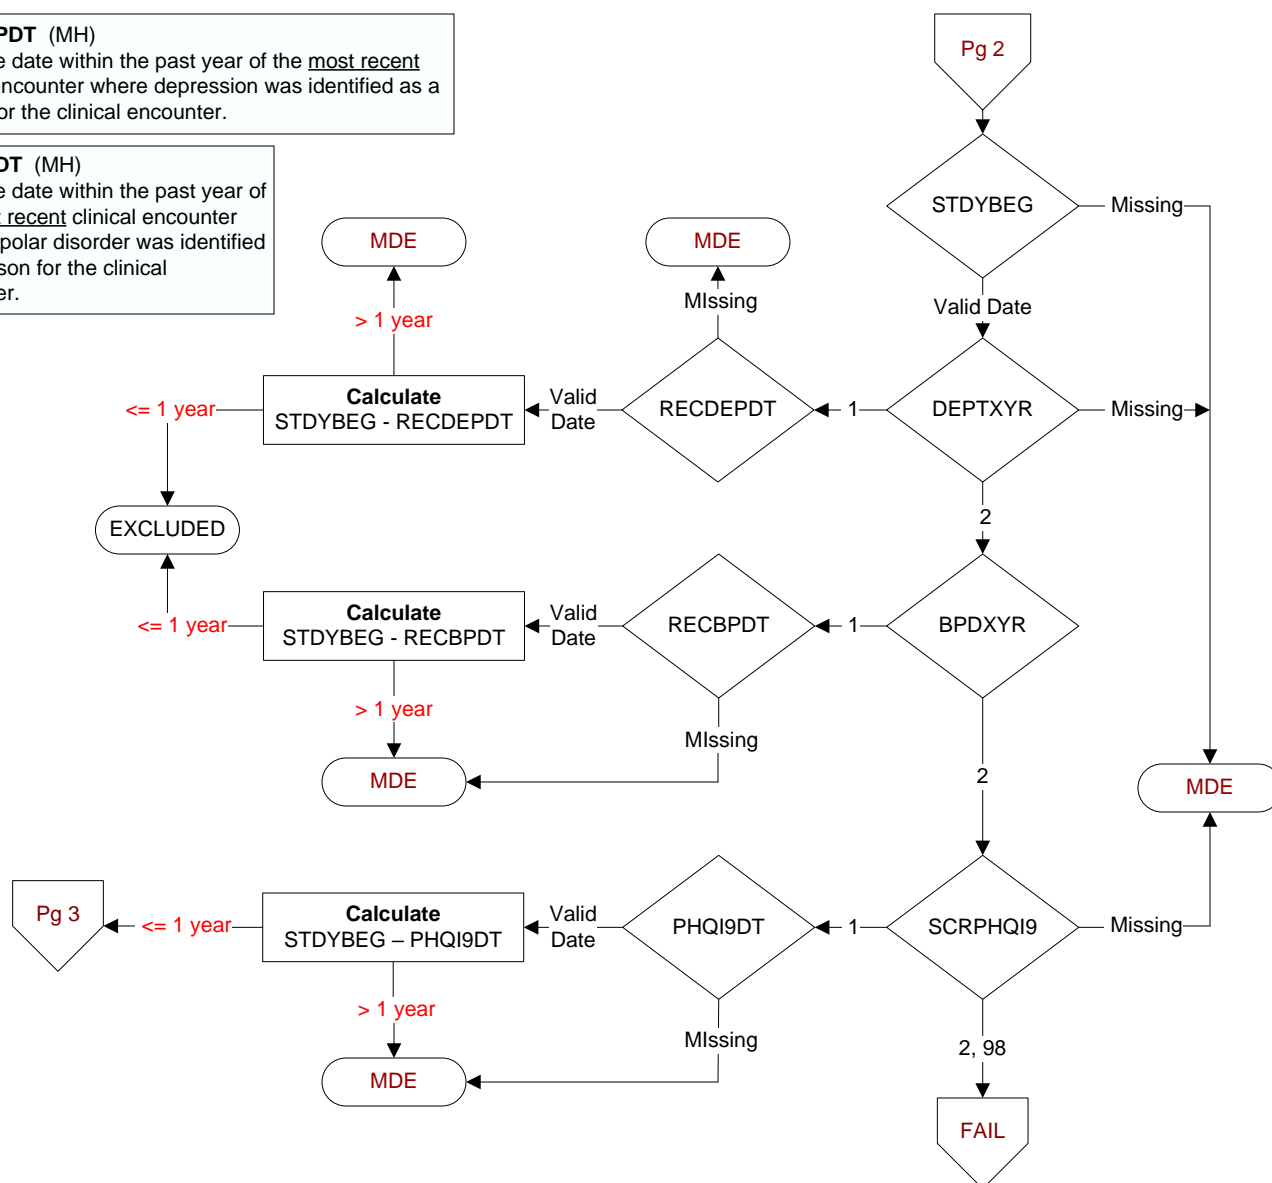 PDT (MH)
e date within the past year of the most recent
encounter where depression was identified as a
or the clinical encounter.
DT (MH)
e date within the past year of
recent clinical encounter
polar disorder was identified
son for the clinical
er.
Pg 2
STDYBEG
Missing
Valid Date
MDE
MDE
> 1 year
MIssing
<= 1 year
Calculate
STDYBEG - RECDEPDT
Valid
Date
RECDEPDT
1
DEPTXYR
Missing
EXCLUDED
2
<= 1 year
Calculate
STDYBEG - RECBPDT
Valid
Date
RECBPDT
1
BPDXYR
> 1 year
MIssing
MDE
2
MDE
Pg 3
<= 1 year
Calculate
STDYBEG – PHQI9DT
Valid
Date
PHQI9DT
1
SCRPHQI9
Missing
> 1 year
MIssing
MDE
2, 98
FAIL